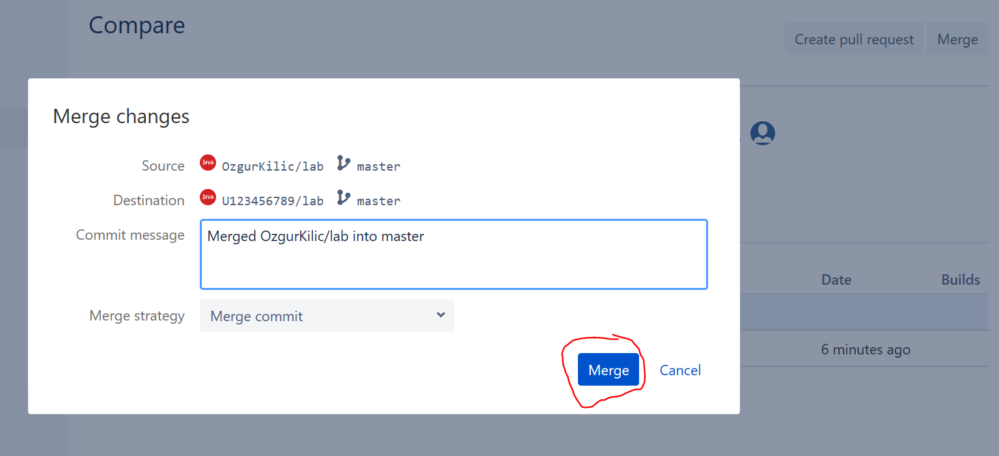 Compare
Create pull request Merge
Merge changes
Source Java OzgurKilic/lab master
Destination Java U123456789/lab master
Commit message Merged OzgurKilic/lab into master
Date Builds
Merge strategy Merge commit
6 minutes ago
Merge Cancel